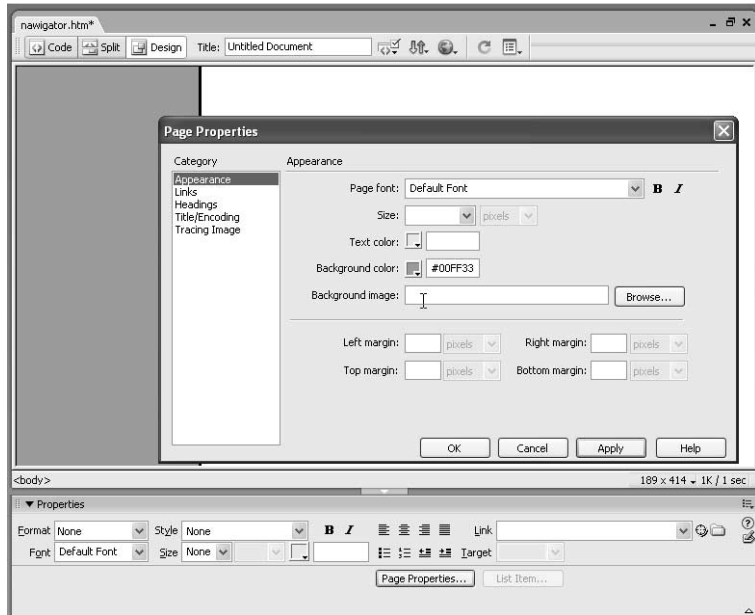 nawigator.htm*
Code Split Design Title: Untitled Document
Page Properties
Category Appearance
Appearance
Links
Headings
Title/Encoding
Tracing Image
Page font: Default Font B I
Size: pixels
Text color:
Background color: #00FF33
Background image: Browse...
Left margin: pixels Right margin: pixels
Top margin: pixels Bottom margin: pixels
OK Cancel Apply Help
<body> 189 x 414 1K / 1 sec
Properties
Format None Style None B I Link
Font Default Font Size None Target
Page Properties... List Item...